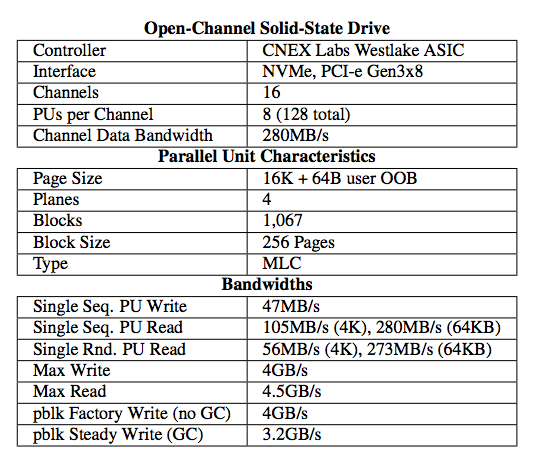 Open-Channel Solid-State Drive
Controller CNEX Labs Westlake ASIC
Interface NVMe, PCI-e Gen3x8
Channels 16
PUs per Channel 8 (128 total)
Channel Data Bandwidth 280MB/s
Parallel Unit Characteristics
Page Size 16K + 64B user OOB
Planes 4
Blocks 1,067
Block Size 256 Pages
Type MLC
Bandwidths
Single Seq. PU Write 47MB/s
Single Seq. PU Read 105MB/s (4K), 280MB/s (64KB)
Single Rnd. PU Read 56MB/s (4K), 273MB/s (64KB)
Max Write 4GB/s
Max Read 4.5GB/s
pblk Factory Write (no GC) 4GB/s
pblk Steady Write (GC) 3.2GB/s